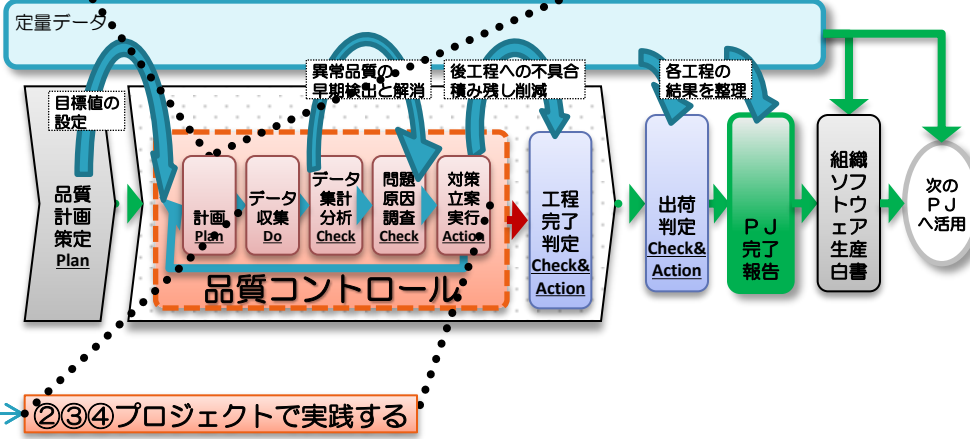 定量データ
目標値の
設定
異常品質の
早期検出と解消
後工程への不具合
積み残し削減
各工程の
結果を整理
品質
計画
策定
Plan
計画
Plan
データ
収集
Do
データ
集計
分析
Check
問題
原因
調査
Check
対策
立案
実行
Action
品質コントロール
工程
完了
判定
Check&
Action
出荷
判定
Check&
Action
PJ
完了
報告
組織
ソフ
トウ
ェア
生産
白書
次の
PJ
へ活用
②③④プロジェクトで実践する